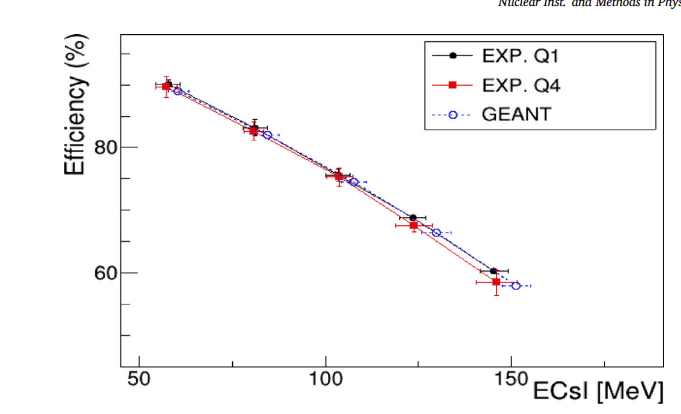 Nuclear Inst. and Methods in Phys
Efficiency (%)
EXP. Q1
EXP. Q4
GEANT
80
60
50
100
150
ECsI [MeV]